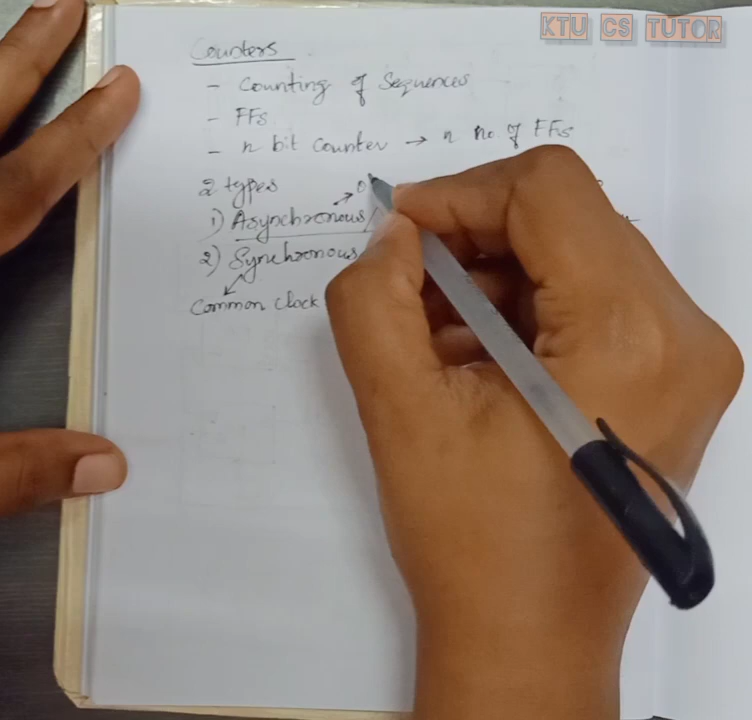 KTU CS TUTOR
Counters
- Counting of Sequences
- FFs
- n bit Counter → n no. of FFs
2 types
1) Asynchronous/
2) Synchronous
Common clock